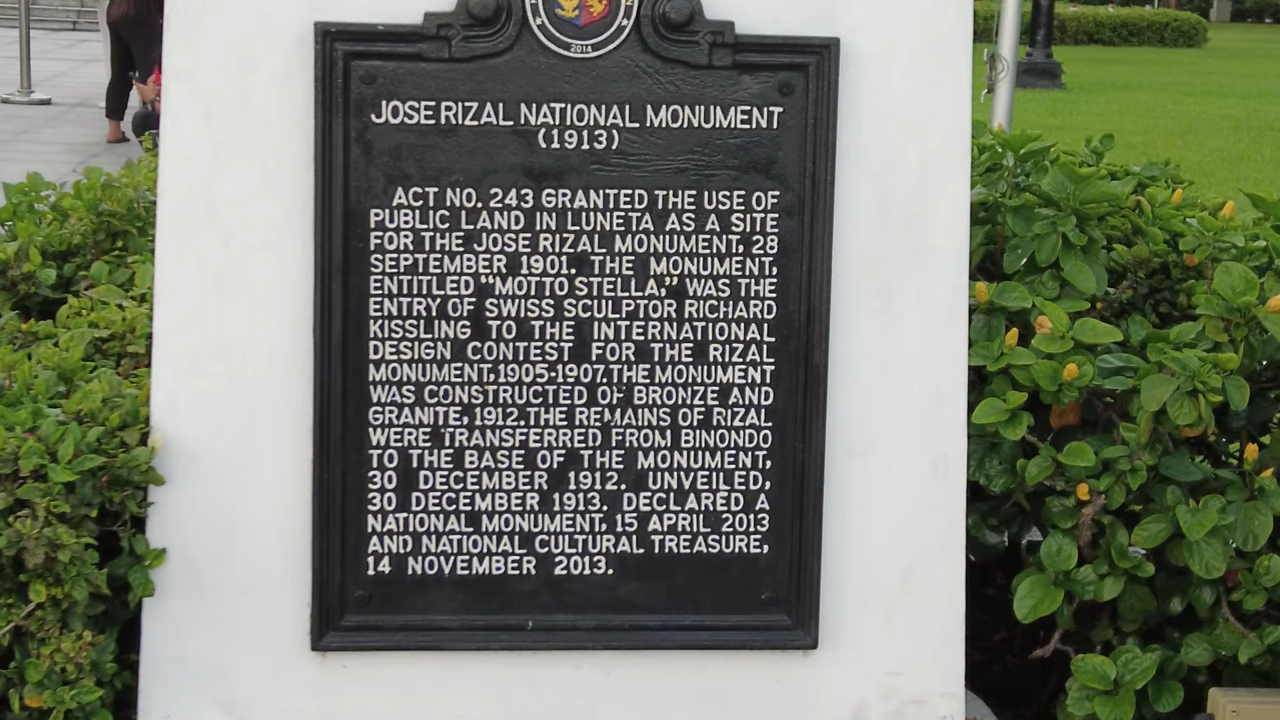 2014
JOSE RIZAL NATIONAL MONUMENT
(1913)
ACT NO. 243 GRANTED THE USE OF
PUBLIC LAND IN LUNETA AS A SITE
FOR THE JOSE RIZAL MONUMENT, 28
SEPTEMBER 1901. THE MONUMENT,
ENTITLED “MOTTO STELLA,” WAS THE
ENTRY OF SWISS SCULPTOR RICHARD
KISSLING TO THE INTERNATIONAL
DESIGN CONTEST FOR THE RIZAL
MONUMENT, 1905-1907. THE MONUMENT
WAS CONSTRUCTED OF BRONZE AND
GRANITE, 1912. THE REMAINS OF RIZAL
WERE TRANSFERRED FROM BINONDO
TO THE BASE OF THE MONUMENT,
30 DECEMBER 1912. UNVEILED,
30 DECEMBER 1913. DECLARED A
NATIONAL MONUMENT, 15 APRIL 2013
AND NATIONAL CULTURAL TREASURE,
14 NOVEMBER 2013.